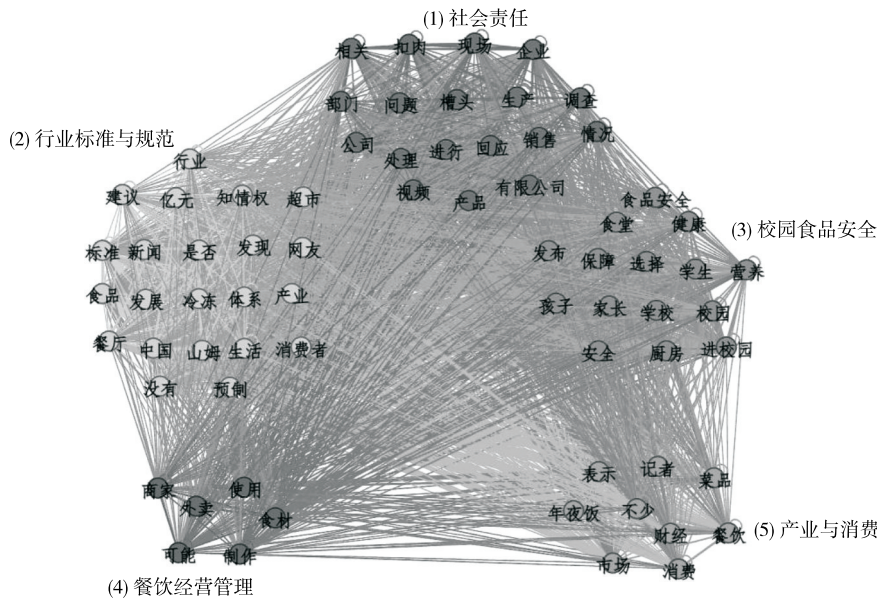 (1) 社会责任
相关 扣肉 现场 企业
部门 问题 槽头 生产 调查
公司 处理 进行 回应 销售 情况
视频 产品 有限公司
(2) 行业标准与规范
行业
建议 亿元 知情权 超市
标准 新闻 是否 发现 网友
食品 发展 冷冻 体系 产业
餐厅 中国 山姆 生活 消费者
没有 预制
(3) 校园食品安全
食品安全
食堂 健康
发布 保障 选择 学生 营养
孩子 家长 学校 校园
安全 厨房 进校园
(4) 餐饮经营管理
商家 使用
外卖 食材
可能 制作
(5) 产业与消费
表示 记者 菜品
年夜饭 不少
财经 餐饮
市场 消费